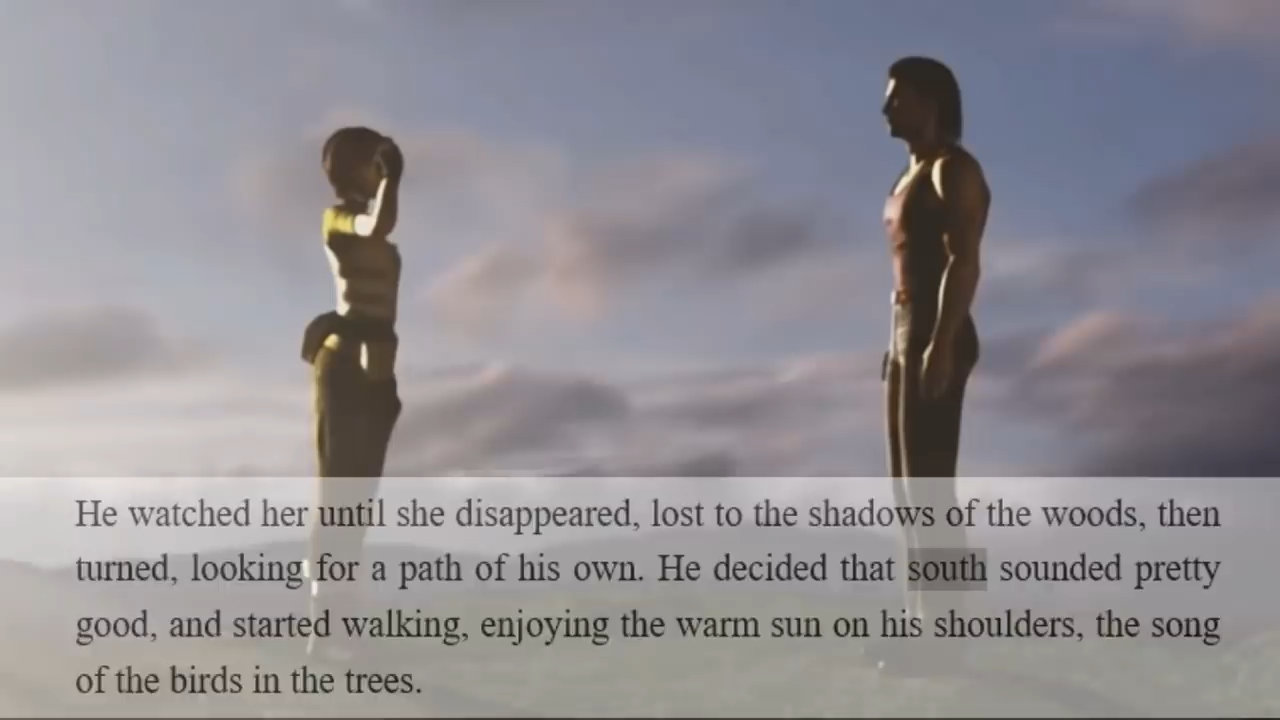 He watched her until she disappeared, lost to the shadows of the woods, then
turned, looking for a path of his own. He decided that south sounded pretty
good, and started walking, enjoying the warm sun on his shoulders, the song
of the birds in the trees.